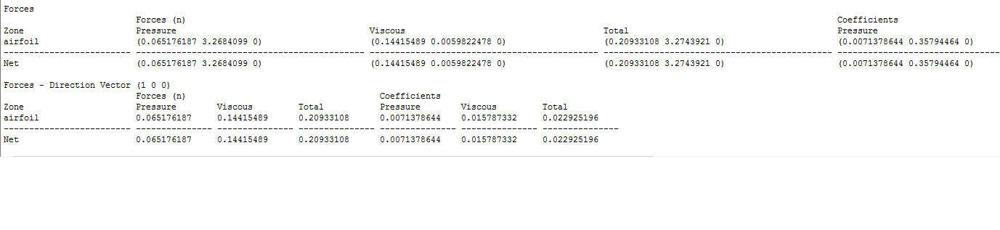 Forces
Forces (n) Coefficients
Zone Pressure Viscous Total Pressure
airfoil (0.065176187 3.2684099 0) (0.14415489 0.0059822478 0) (0.20933108 3.2743921 0) (0.0071378644 0.35794464 0)
------------------------- --------------------------------------------- --------------------------------------------- --------------------------------------------- --------------------------------
Net (0.065176187 3.2684099 0) (0.14415489 0.0059822478 0) (0.20933108 3.2743921 0) (0.0071378644 0.35794464 0)
Forces - Direction Vector (1 0 0)
Forces (n) Coefficients
Zone Pressure Viscous Total Pressure Viscous Total
airfoil 0.065176187 0.14415489 0.20933108 0.0071378644 0.015787332 0.022925196
------------------------- --------------- --------------- --------------- --------------- --------------- ---------------
Net 0.065176187 0.14415489 0.20933108 0.0071378644 0.015787332 0.022925196